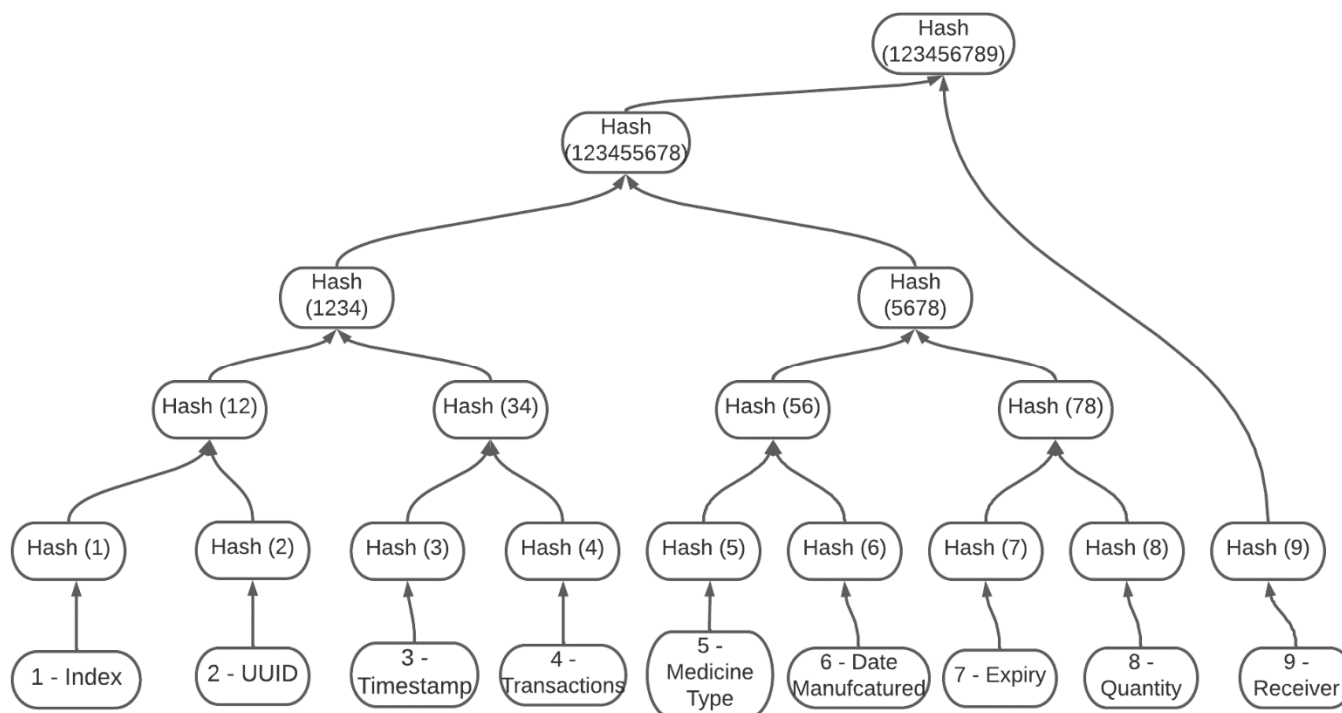 Hash
(123456789)
Hash
(123455678)
Hash
(1234)
Hash
(5678)
Hash (12)
Hash (34)
Hash (56)
Hash (78)
Hash (1)
Hash (2)
Hash (3)
Hash (4)
Hash (5)
Hash (6)
Hash (7)
Hash (8)
Hash (9)
1 - Index
2 - UUID
3 -
Timestamp
4 -
Transactions
5 -
Medicine
Type
6 - Date
Manufcatured
7 - Expiry
8 -
Quantity
9 -
Receiver